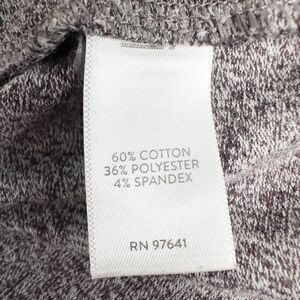 60% COTTON
36% POLYESTER
4% SPANDEX
RN 97641